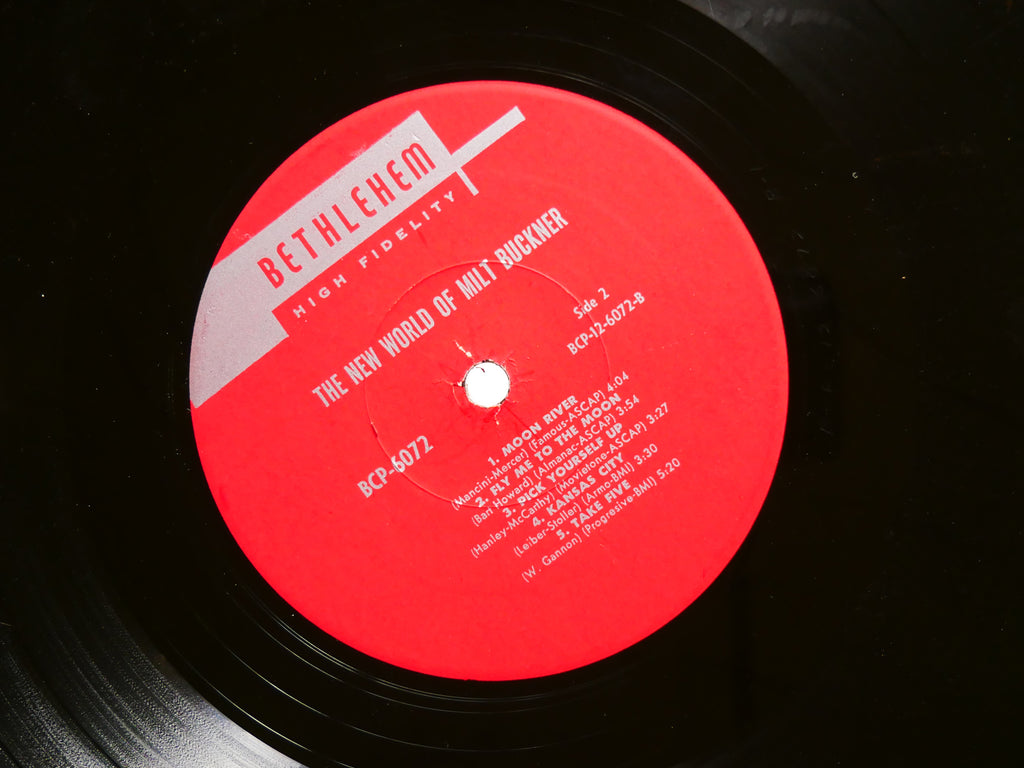 BETHLEHEM
HIGH FIDELITY
THE NEW WORLD OF MILT BUCKNER
Side 2
BCP-12-6072-B
BCP-6072
1. MOON RIVER
(Mancini-Mercer) (Famous-ASCAP) 4:04
2. FLY ME TO THE MOON
(Bart Howard) (Almanac-ASCAP) 3:54
3. PICK YOURSELF UP
(Hanley-McCarthy) (Movietone-ASCAP) 3:27
4. KANSAS CITY
(Leiber-Stoller) (Armo-BMI) 3:30
5. TAKE FIVE
(W. Gannon) (Progresive-BMI) 5:20